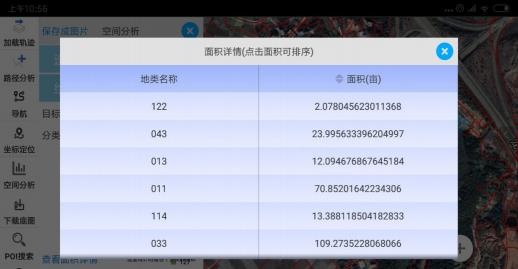 上午10:55
保存成图片
空间分析
加载轨迹
路径分析
导航
坐标定位
空间分析
下载底图
POI搜索
目标
分类
面积详情(点击面积可排序)
地类名称 面积(亩)
122 2.078045623011368
043 23.995633396204997
013 12.094676867645184
011 70.85201642234306
114 13.388118504182833
033 109.2735228068066
查看面积详情
127